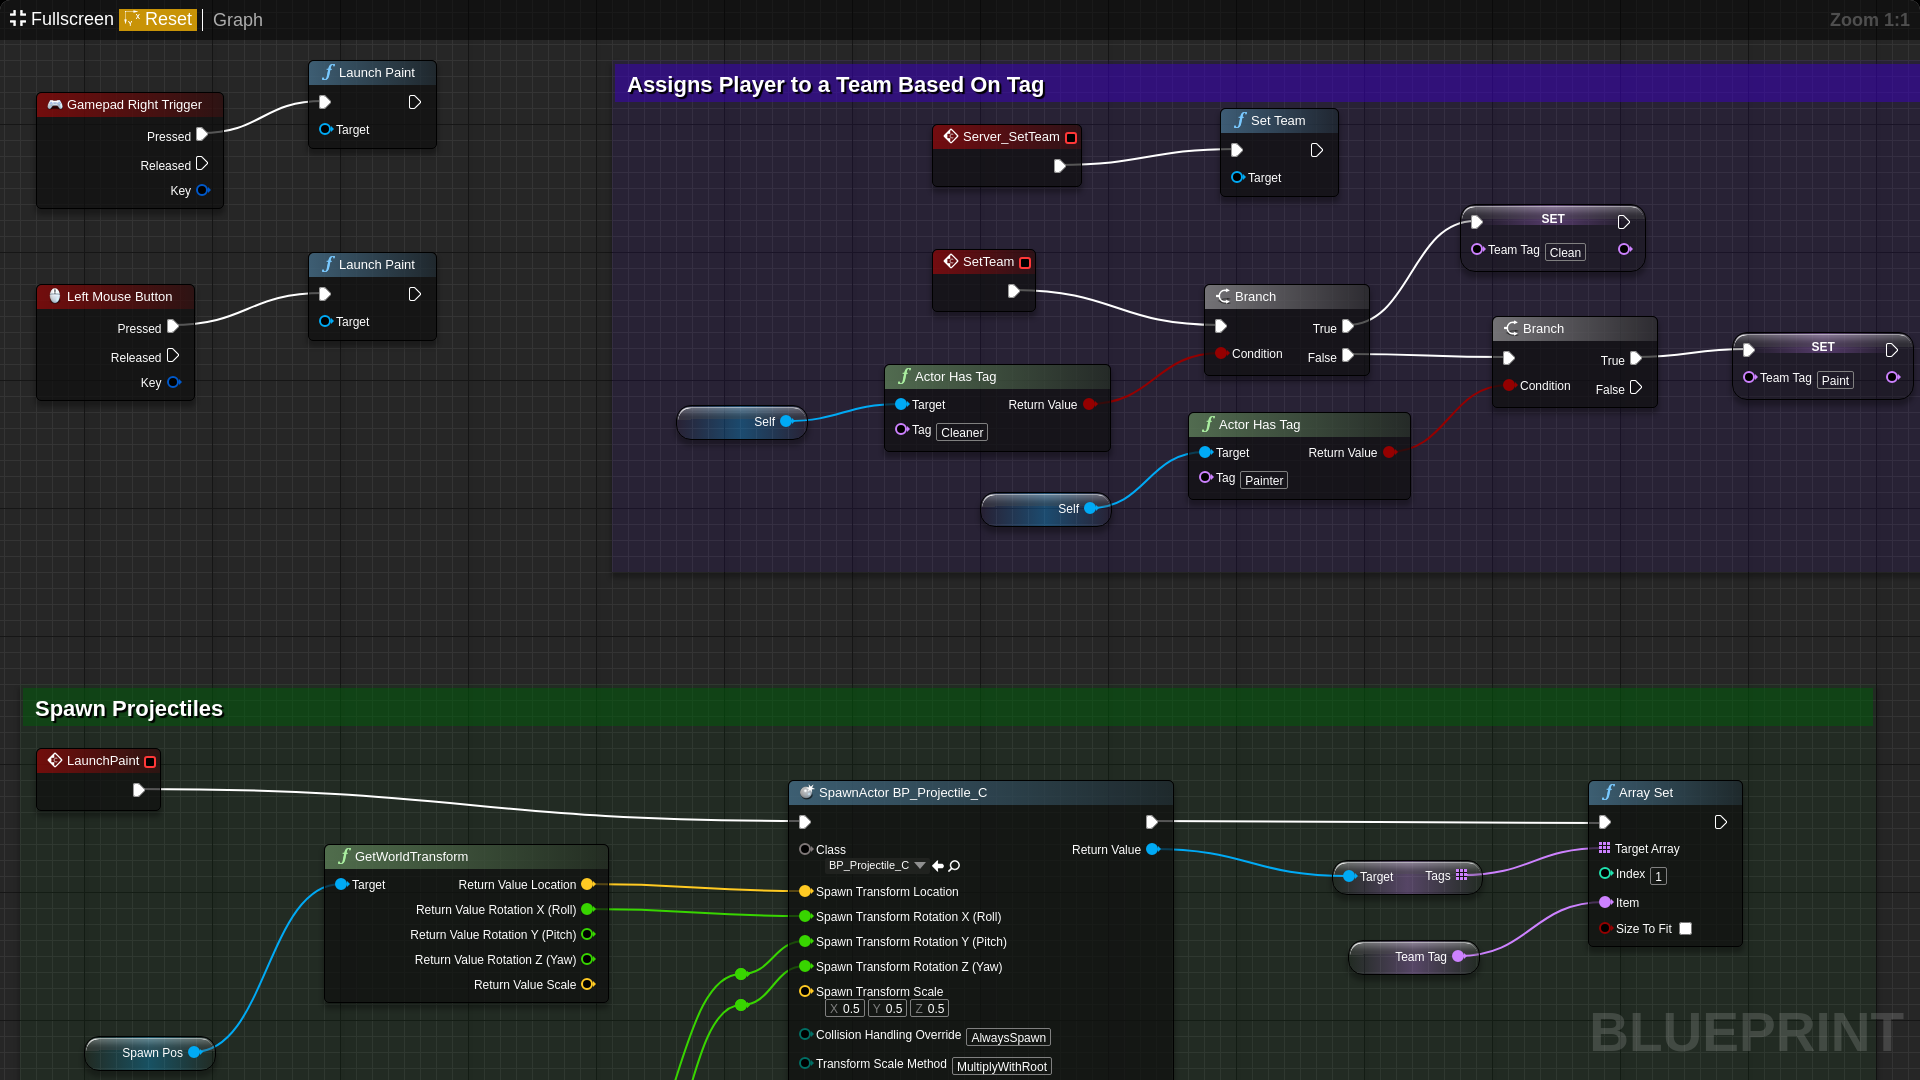 Fullscreen Reset Graph Zoom 1:1
Launch Paint
Target
Gamepad Right Trigger
Pressed
Released
Key
Launch Paint
Target
Left Mouse Button
Pressed
Released
Key
Assigns Player to a Team Based On Tag
Server_SetTeam
Set Team
Target
SetTeam
SET
Team Tag Clean
Branch
True
Condition False
Branch
True
Condition False
SET
Team Tag Paint
Self
Actor Has Tag
Target Return Value
Tag Cleaner
Self
Actor Has Tag
Target Return Value
Tag Painter
Spawn Projectiles
LaunchPaint
GetWorldTransform
Target Return Value Location
Return Value Rotation X (Roll)
Return Value Rotation Y (Pitch)
Return Value Rotation Z (Yaw)
Return Value Scale
Spawn Pos
SpawnActor BP_Projectile_C
Class Return Value
BP_Projectile_C
Spawn Transform Location
Spawn Transform Rotation X (Roll)
Spawn Transform Rotation Y (Pitch)
Spawn Transform Rotation Z (Yaw)
Spawn Transform Scale
X 0.5 Y 0.5 Z 0.5
Collision Handling Override AlwaysSpawn
Transform Scale Method MultiplyWithRoot
Target Tags
Team Tag
Array Set
Target Array
Index 1
Item
Size To Fit
BLUEPRINT